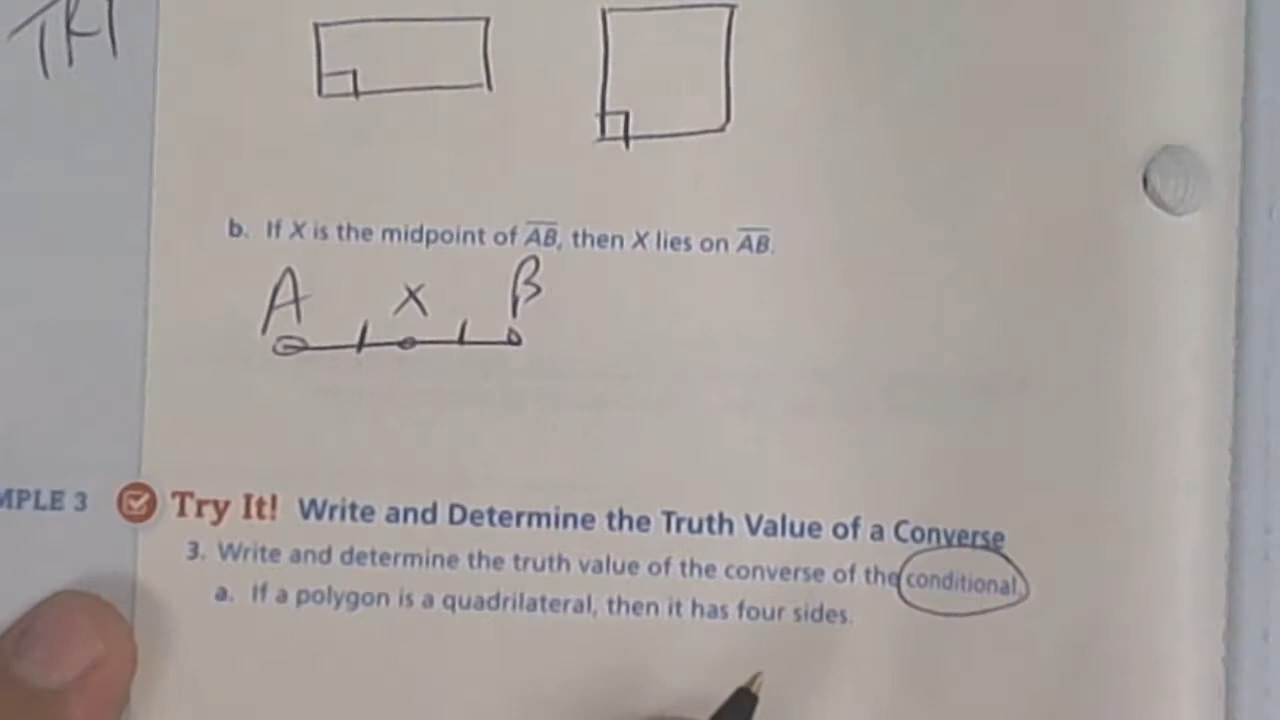 b. If X is the midpoint of AB, then X lies on AB.
A X B
MPLE 3 Try It! Write and Determine the Truth Value of a Converse
3. Write and determine the truth value of the converse of the conditional.
a. If a polygon is a quadrilateral, then it has four sides.